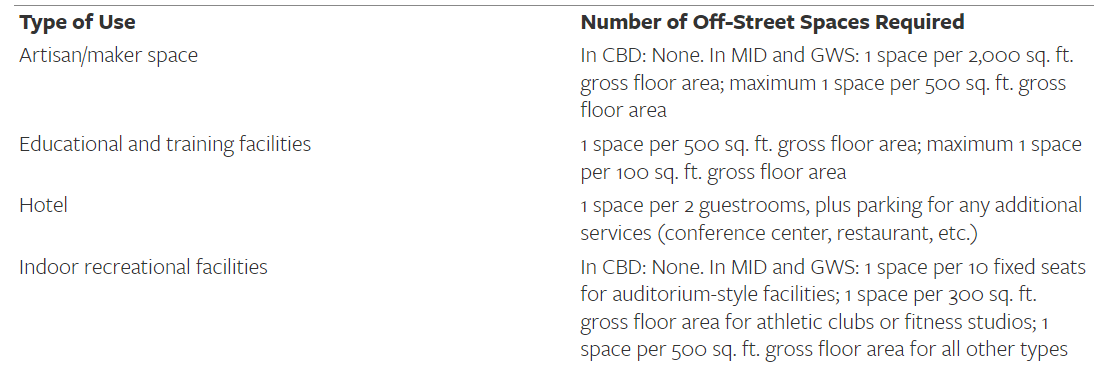 Type of Use
Number of Off-Street Spaces Required
Artisan/maker space
In CBD: None. In MID and GWS: 1 space per 2,000 sq. ft.
gross floor area; maximum 1 space per 500 sq. ft. gross
floor area
Educational and training facilities
1 space per 500 sq. ft. gross floor area; maximum 1 space
per 100 sq. ft. gross floor area
Hotel
1 space per 2 guestrooms, plus parking for any additional
services (conference center, restaurant, etc.)
Indoor recreational facilities
In CBD: None. In MID and GWS: 1 space per 10 fixed seats
for auditorium-style facilities; 1 space per 300 sq. ft.
gross floor area for athletic clubs or fitness studios; 1
space per 500 sq. ft. gross floor area for all other types